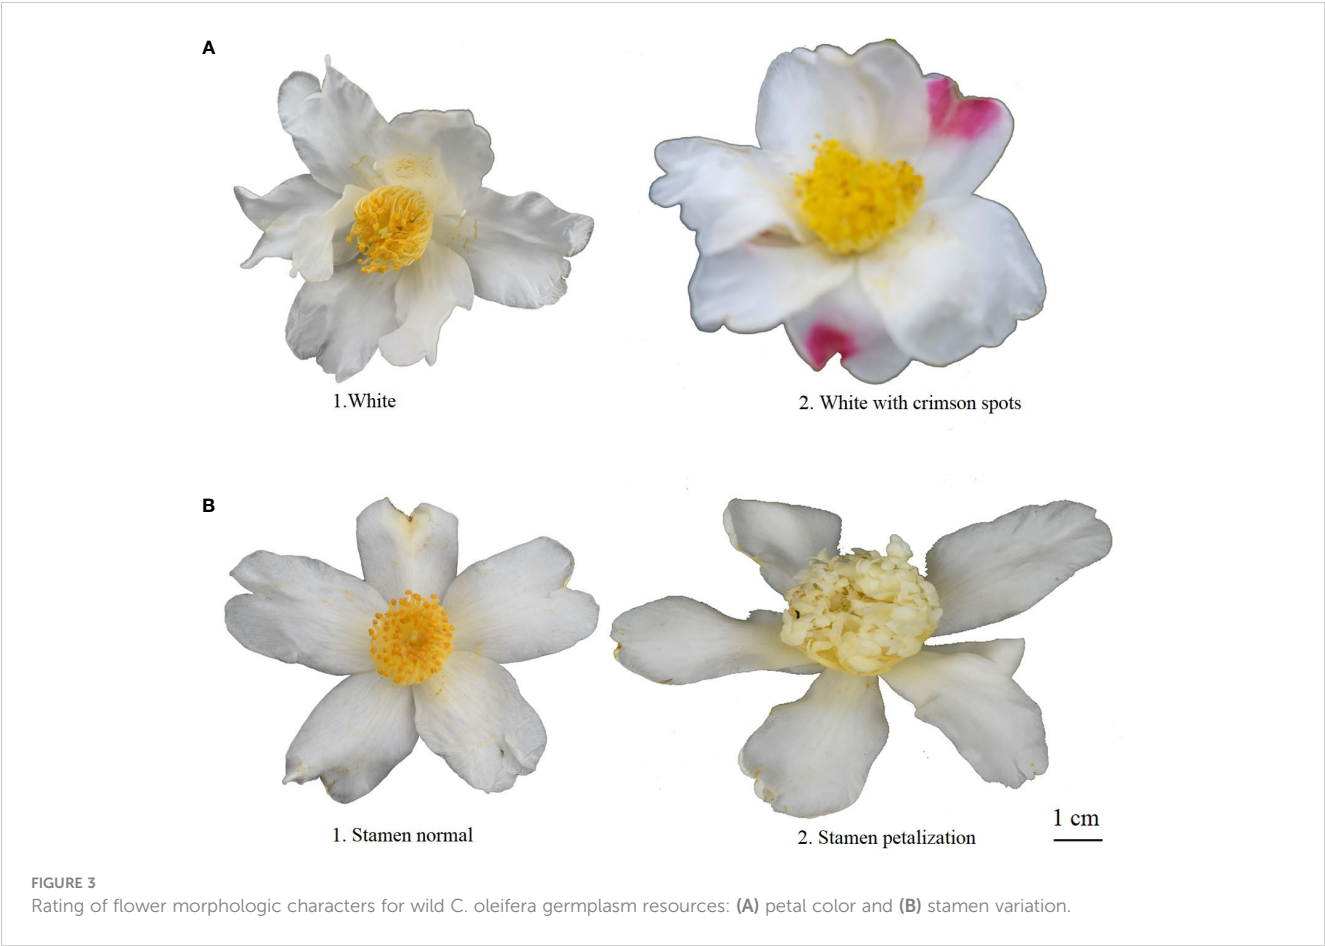 A
1.White
2. White with crimson spots
B
1. Stamen normal
2. Stamen petalization
1 cm
FIGURE 3
Rating of flower morphologic characters for wild C. oleifera germplasm resources: (A) petal color and (B) stamen variation.